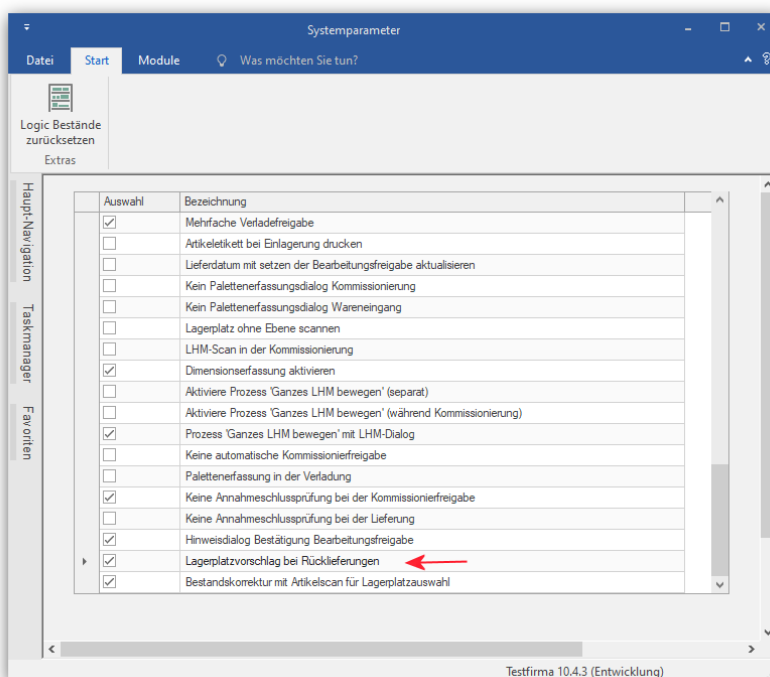 Systemparameter
Datei Start Module Was möchten Sie tun?
Logic Bestände
zurücksetzen
Extras
Haupt-Navigation
Taskmanager
Favoriten
Auswahl Bezeichnung
Mehrfache Verladefreigabe
Artikeletikett bei Einlagerung drucken
Lieferdatum mit setzen der Bearbeitungsfreigabe aktualisieren
Kein Palettenerfassungsdialog Kommissionierung
Kein Palettenerfassungsdialog Wareneingang
Lagerplatz ohne Ebene scannen
LHM-Scan in der Kommissionierung
Dimensionserfassung aktivieren
Aktiviere Prozess 'Ganzes LHM bewegen' (separat)
Aktiviere Prozess 'Ganzes LHM bewegen' (während Kommissionierung)
Prozess 'Ganzes LHM bewegen' mit LHM-Dialog
Keine automatische Kommissionierfreigabe
Palettenerfassung in der Verladung
Keine Annahmeschlussprüfung bei der Kommissionierfreigabe
Keine Annahmeschlussprüfung bei der Lieferung
Hinweisdialog Bestätigung Bearbeitungsfreigabe
Lagerplatzvorschlag bei Rücklieferungen
Bestandskorrektur mit Artikelscan für Lagerplatzauswahl
Testfirma 10.4.3 (Entwicklung)